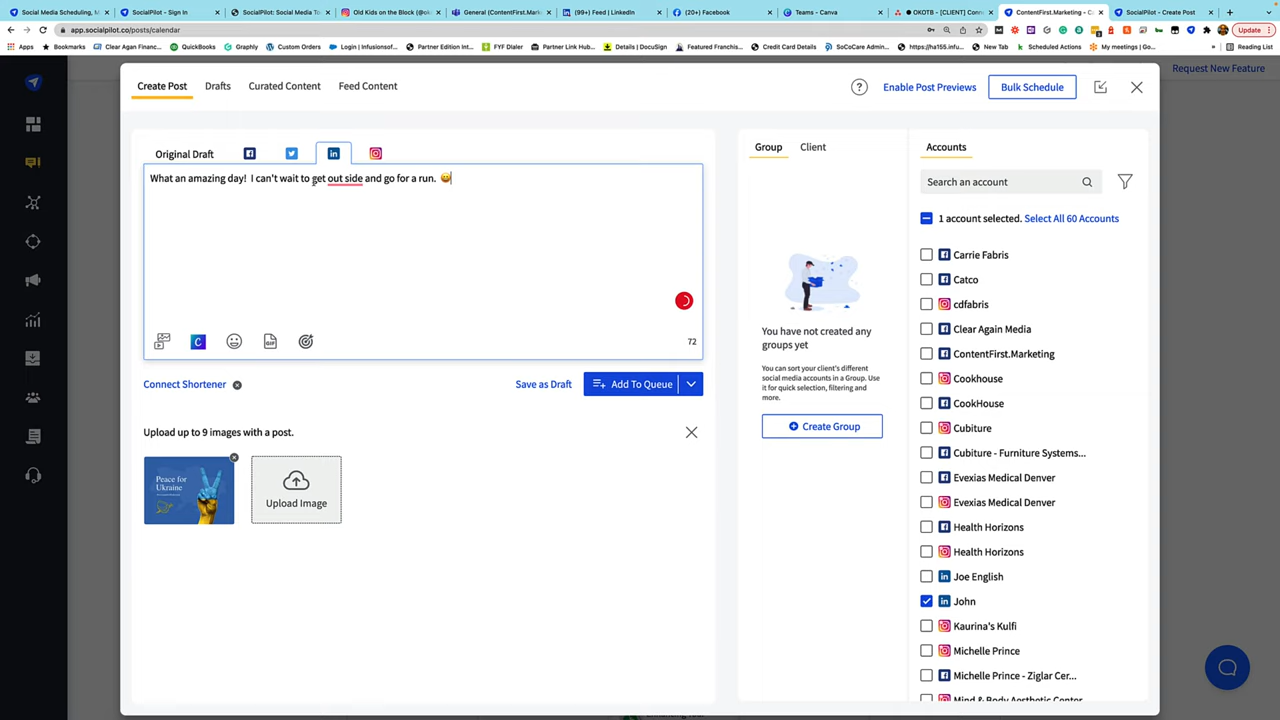 Social Media Scheduling,
SocialPilot - Sign In
SocialPilot: Social Media To
Old Kids on the Block (@ok
General (ContentFirst.Mark
(99+) Feed | LinkedIn
(20+) Facebook
Teams - Canva
OKOTB - [CLIENT] Conn
ContentFirst.Marketing - C
SocialPilot - Create Post
app.socialpilot.co/posts/calendar
Update
Apps
Bookmarks
Clear Agan Financ...
QuickBooks
Graphly
Custom Orders
Login | Infusionsof...
Partner Edition Int...
FYF Dialer
Partner Link Hub...
Details | DocuSign
Featured Franchis...
Credit Card Details
SoCoCare Admin...
https://ha155.infu...
New Tab
Scheduled Actions
My meetings | Go...
»
Reading List
Create Post
Drafts
Curated Content
Feed Content
?
Enable Post Previews
Bulk Schedule
Request New Feature
Original Draft
What an amazing day! I can't wait to get out side and go for a run. 😀
72
Connect Shortener
Save as Draft
Add To Queue
Upload up to 9 images with a post.
Peace for
Ukraine
Upload Image
Group
Client
You have not created any
groups yet
You can sort your client's different
social media accounts in a Group. Use
it for quick selection, filtering and
more.
Create Group
Accounts
Search an account
1 account selected. Select All 60 Accounts
Carrie Fabris
Catco
cdfabris
Clear Again Media
ContentFirst.Marketing
Cookhouse
CookHouse
Cubiture
Cubiture - Furniture Systems...
Evexias Medical Denver
Evexias Medical Denver
Health Horizons
Health Horizons
Joe English
John
Kaurina's Kulfi
Michelle Prince
Michelle Prince - Ziglar Cer...
Mind & Body Aesthetic Center